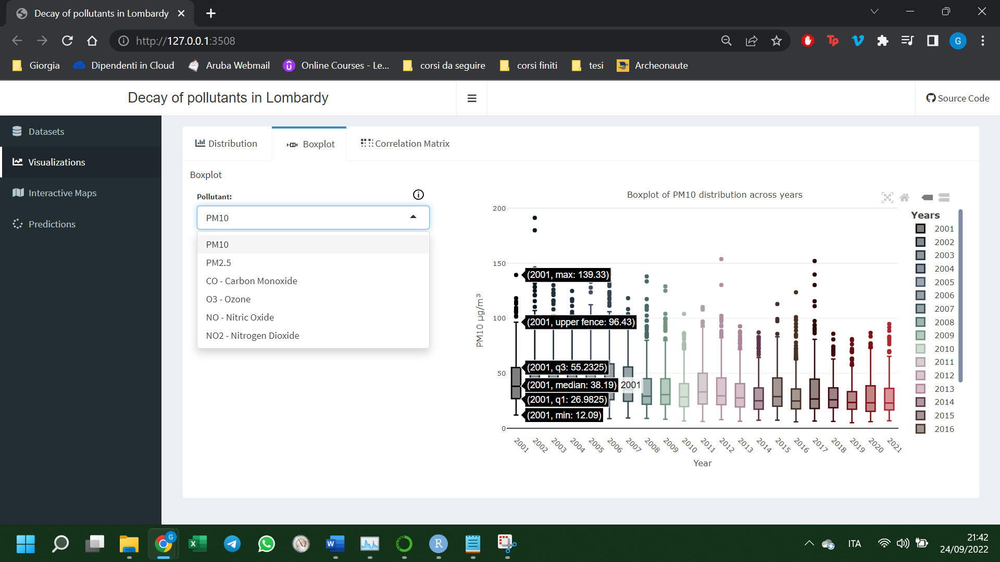 Decay of pollutants in Lombardy
http://127.0.0.1:3508
G
Giorgia
Dipendenti in Cloud
Aruba Webmail
Online Courses - Le...
corsi da seguire
corsi finiti
tesi
Archeonaute
Decay of pollutants in Lombardy
Source Code
Datasets
Visualizations
Interactive Maps
Predictions
Distribution
Boxplot
Correlation Matrix
Boxplot
Pollutant:
PM10
PM10
PM2.5
CO - Carbon Monoxide
O3 - Ozone
NO - Nitric Oxide
NO2 - Nitrogen Dioxide
Boxplot of PM10 distribution across years
PM10 µg/m³
200
150
100
50
0
(2001, max: 139.33)
(2001, upper fence: 96.43)
(2001, q3: 55.2325)
(2001, median: 38.19)
2001
(2001, q1: 26.9825)
(2001, min: 12.09)
2001
2002
2003
2004
2005
2006
2007
2008
2009
2010
2011
2012
2013
2014
2015
2016
2017
2018
2019
2020
2021
Year
Years
2001
2002
2003
2004
2005
2006
2007
2008
2009
2010
2011
2012
2013
2014
2015
2016
ITA
21:42
24/09/2022